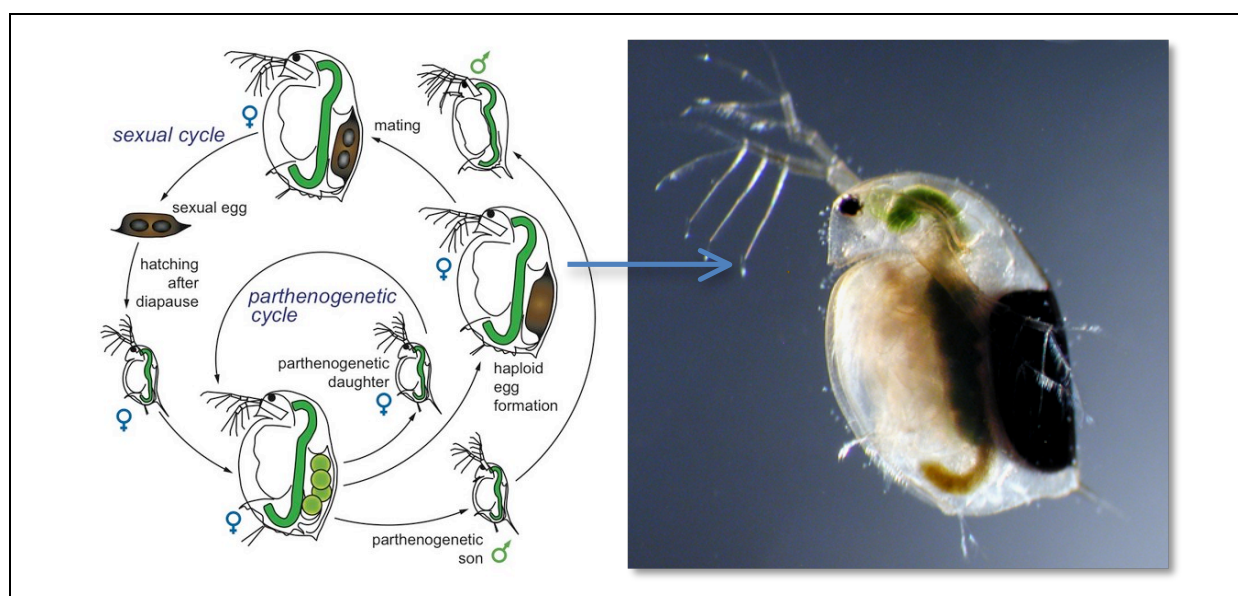 ♂
♀
mating
sexual cycle
sexual egg
hatching
after
diapause
♀
parthenogenetic
cycle
parthenogenetic
daughter
♀
haploid
egg
formation
♀
♀
parthenogenetic
son ♂